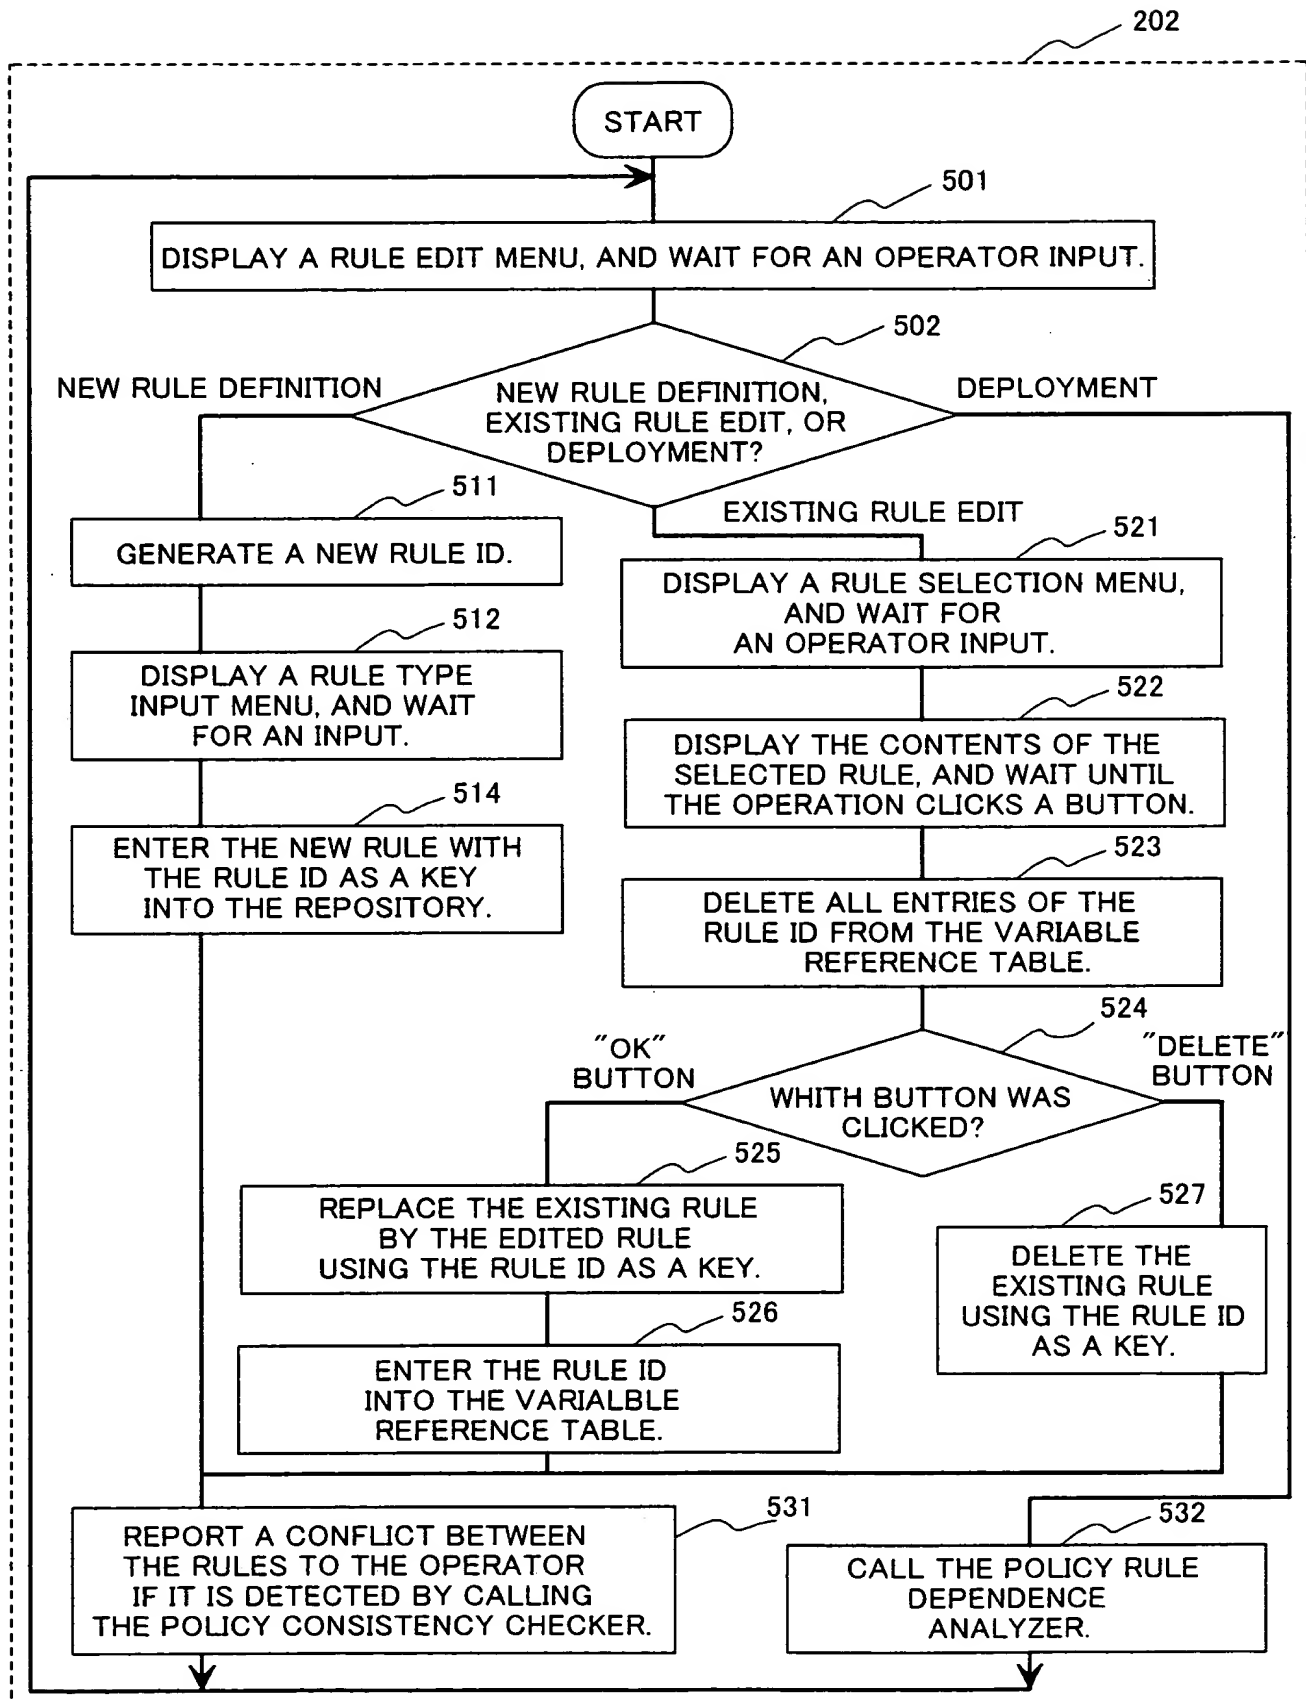 202
START
501
DISPLAY A RULE EDIT MENU, AND WAIT FOR AN OPERATOR INPUT.
502
NEW RULE DEFINITION
NEW RULE DEFINITION,
EXISTING RULE EDIT, OR
DEPLOYMENT?
DEPLOYMENT
511
GENERATE A NEW RULE ID.
512
DISPLAY A RULE TYPE
INPUT MENU, AND WAIT
FOR AN INPUT.
514
ENTER THE NEW RULE WITH
THE RULE ID AS A KEY
INTO THE REPOSITORY.
EXISTING RULE EDIT
521
DISPLAY A RULE SELECTION MENU,
AND WAIT FOR
AN OPERATOR INPUT.
522
DISPLAY THE CONTENTS OF THE
SELECTED RULE, AND WAIT UNTIL
THE OPERATION CLICKS A BUTTON.
523
DELETE ALL ENTRIES OF THE
RULE ID FROM THE VARIABLE
REFERENCE TABLE.
524
"OK"
BUTTON
WHITH BUTTON WAS
CLICKED?
"DELETE"
BUTTON
525
REPLACE THE EXISTING RULE
BY THE EDITED RULE
USING THE RULE ID AS A KEY.
526
ENTER THE RULE ID
INTO THE VARIALBLE
REFERENCE TABLE.
527
DELETE THE
EXISTING RULE
USING THE RULE ID
AS A KEY.
531
REPORT A CONFLICT BETWEEN
THE RULES TO THE OPERATOR
IF IT IS DETECTED BY CALLING
THE POLICY CONSISTENCY CHECKER.
532
CALL THE POLICY RULE
DEPENDENCE
ANALYZER.